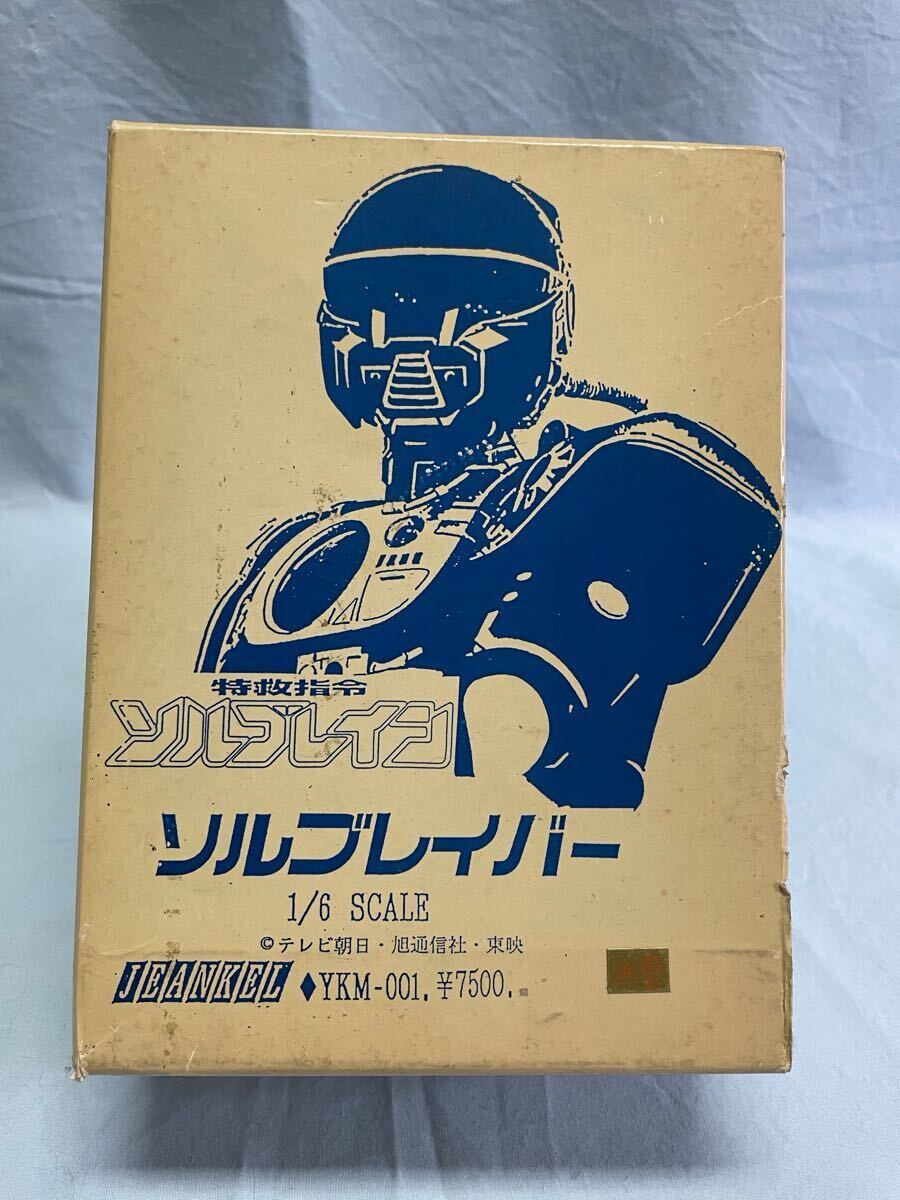 特救指令
ソルブレイン
ソルブレイバー
1/6 SCALE
©テレビ朝日・旭通信社・東映
JEANKEL ◆YKM-001.¥7500.